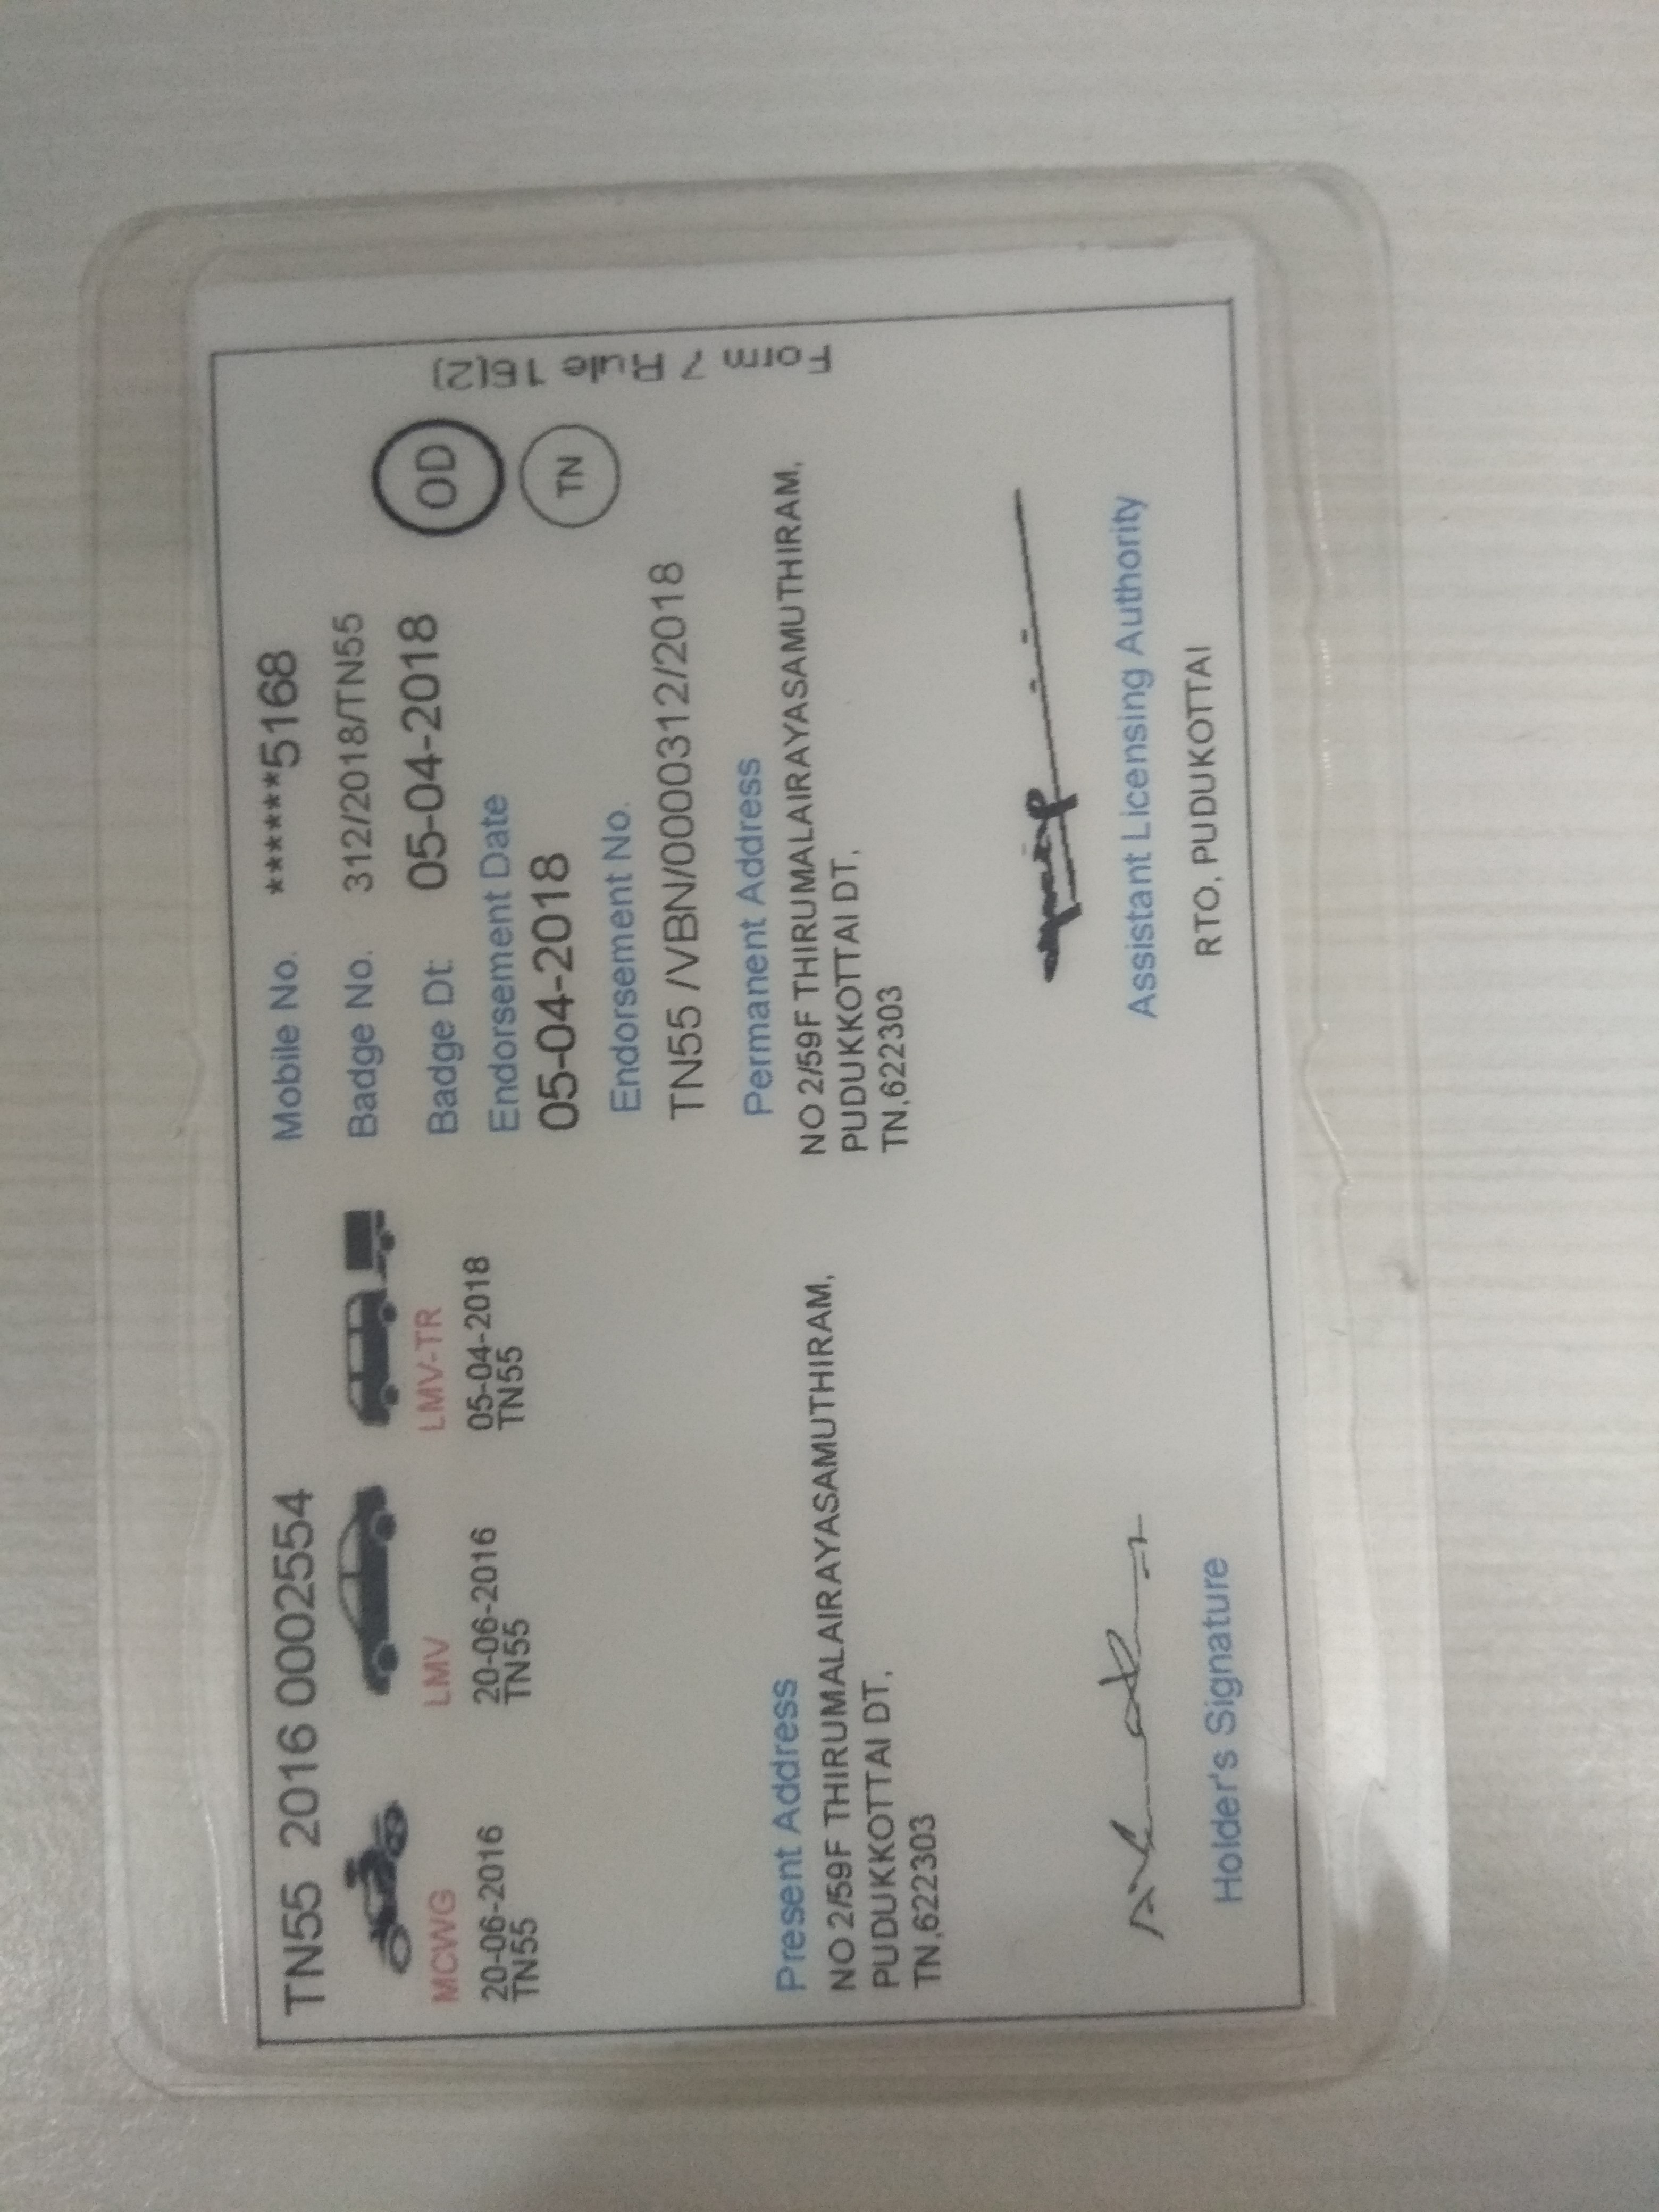 TN55 2016 0002554
MCWG
20-06-2016
TN55
LMV
20-06-2016
TN55
LMV-TR
05-04-2018
TN55
Mobile No. ******5168
Badge No. 312/2018/TN55
Badge Dt 05-04-2018
Endorsement Date
05-04-2018
Endorsement No.
TN55 /VBN/0000312/2018
OD
TN
Form 7 Rule 16(2)
Present Address
NO 2/59F THIRUMALAIRAYASAMUTHIRAM,
PUDUKKOTTAI DT,
TN,622303
Permanent Address
NO 2/59F THIRUMALAIRAYASAMUTHIRAM,
PUDUKKOTTAI DT,
TN,622303
Holder's Signature
Assistant Licensing Authority
RTO, PUDUKOTTAI